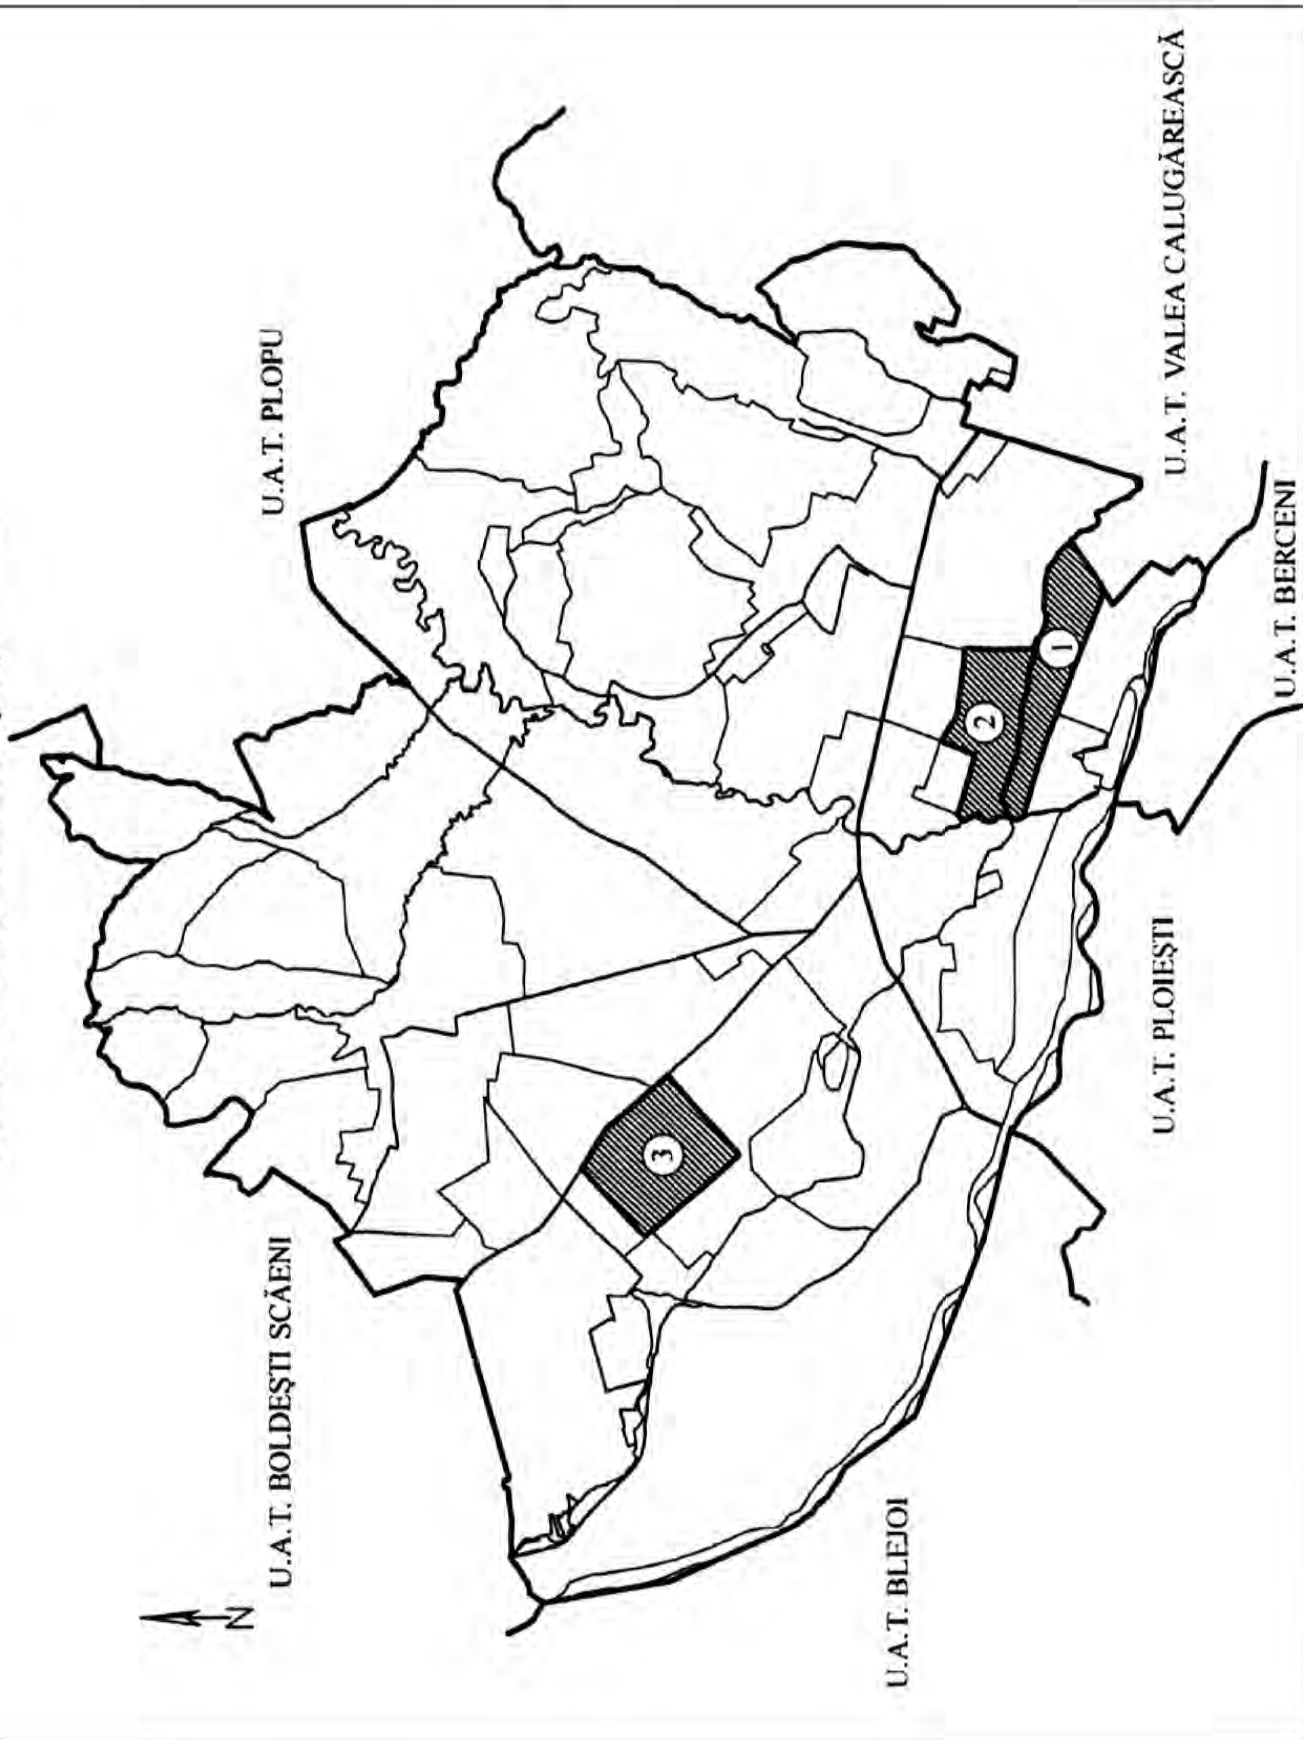 U.A.T. PLOPU
U.A.T. BOLDEȘTI SCĂENI
N
U.A.T. VALEA CALUGĂREASCĂ
1
2
3
U.A.T. BERCENI
U.A.T. PLOIEȘTI
U.A.T. BLEJOI